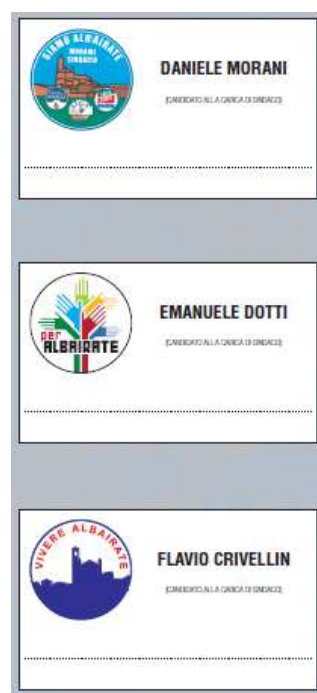 SIAMO ALBAIRATE
MORANI
SINDACO
DANIELE MORANI
(CANDIDATO ALLA CARICA DI SINDACO)
per
ALBAIRATE
EMANUELE DOTTI
(CANDIDATO ALLA CARICA DI SINDACO)
VIVERE ALBAIRATE
FLAVIO CRIVELLIN
(CANDIDATO ALLA CARICA DI SINDACO)